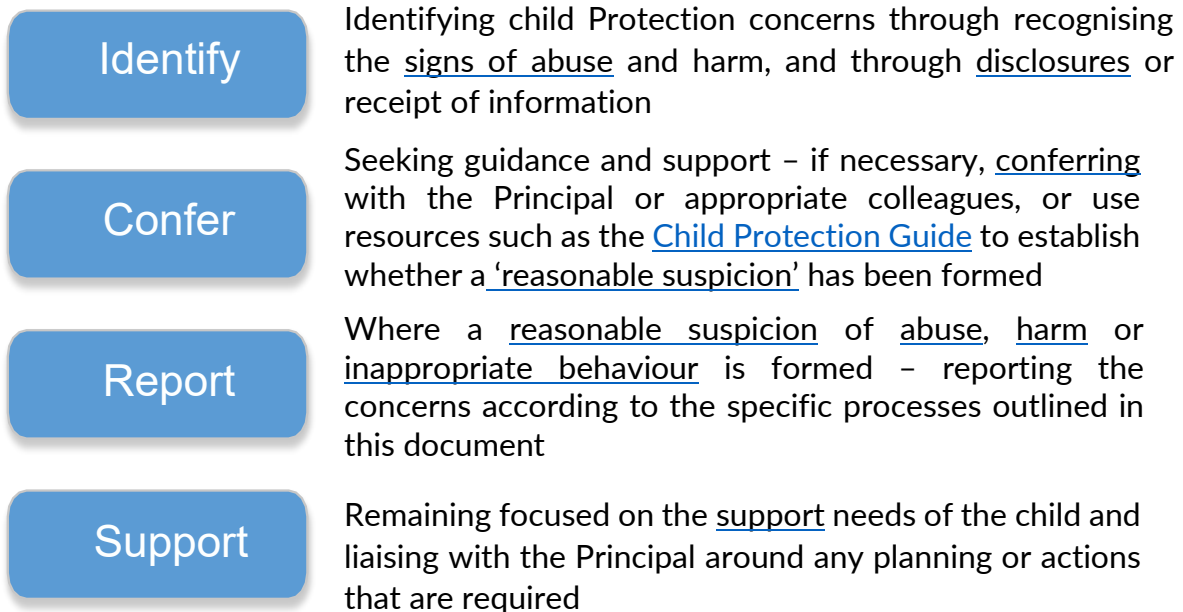 Identify
Identifying child Protection concerns through recognising
the signs of abuse and harm, and through disclosures or
receipt of information
Confer
Seeking guidance and support – if necessary, conferring
with the Principal or appropriate colleagues, or use
resources such as the Child Protection Guide to establish
whether a ‘reasonable suspicion’ has been formed
Report
Where a reasonable suspicion of abuse, harm or
inappropriate behaviour is formed – reporting the
concerns according to the specific processes outlined in
this document
Support
Remaining focused on the support needs of the child and
liaising with the Principal around any planning or actions
that are required